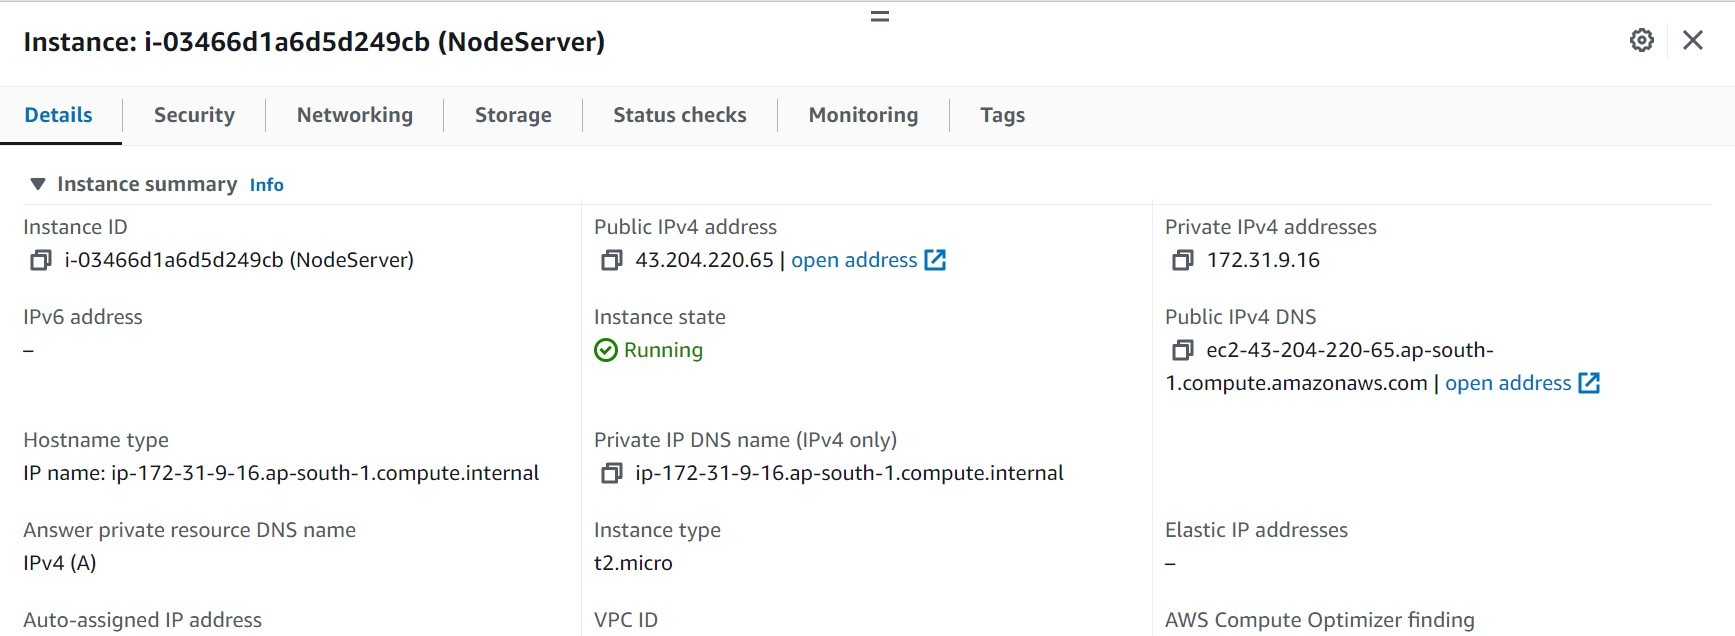 Instance: i-03466d1a6d5d249cb (NodeServer)
Details
Security
Networking
Storage
Status checks
Monitoring
Tags
Instance summary Info
Instance ID
i-03466d1a6d5d249cb (NodeServer)
Public IPv4 address
43.204.220.65 | open address
Private IPv4 addresses
172.31.9.16
IPv6 address
–
Instance state
Running
Public IPv4 DNS
ec2-43-204-220-65.ap-south-
1.compute.amazonaws.com | open address
Hostname type
IP name: ip-172-31-9-16.ap-south-1.compute.internal
Private IP DNS name (IPv4 only)
ip-172-31-9-16.ap-south-1.compute.internal
Answer private resource DNS name
IPv4 (A)
Instance type
t2.micro
Elastic IP addresses
–
Auto-assigned IP address
VPC ID
AWS Compute Optimizer finding